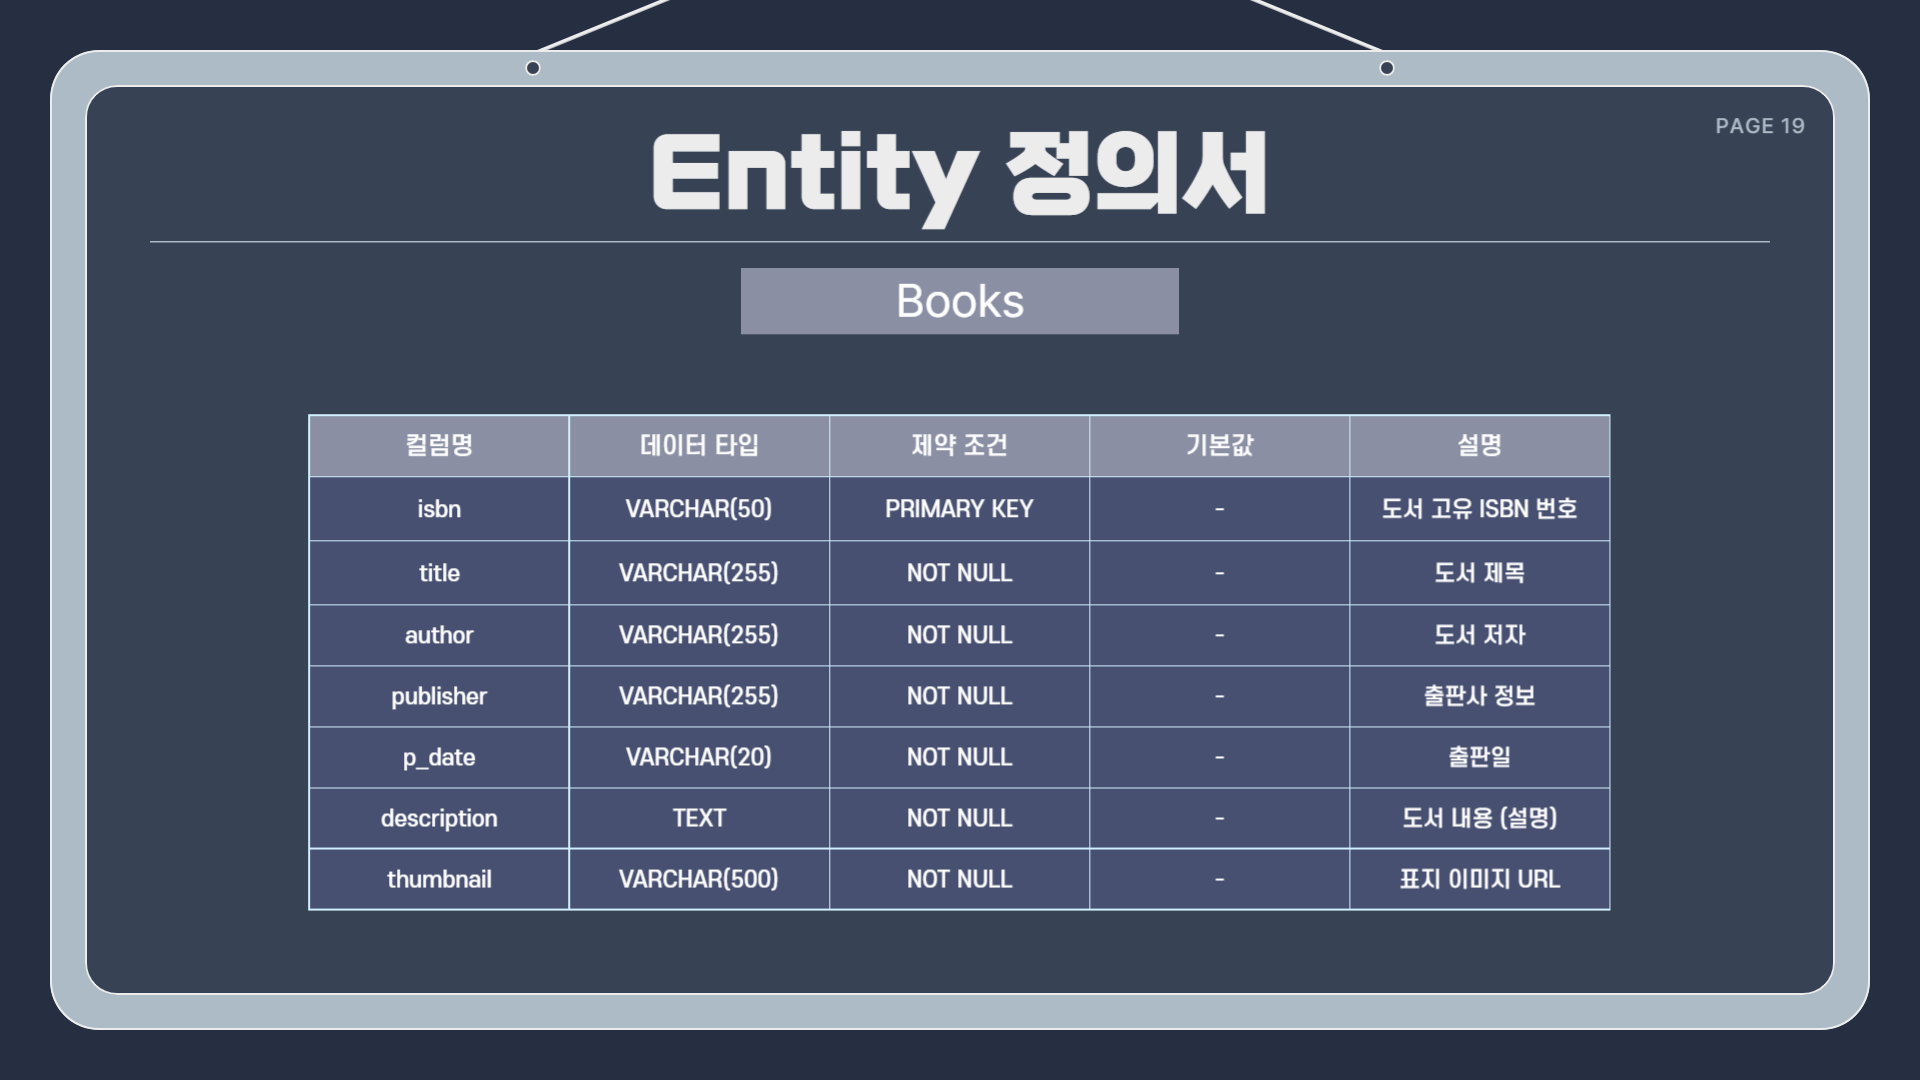 PAGE 19
Entity 정의서
Books
컬럼명 데이터 타입 제약 조건 기본값 설명
isbn VARCHAR(50) PRIMARY KEY - 도서 고유 ISBN 번호
title VARCHAR(255) NOT NULL - 도서 제목
author VARCHAR(255) NOT NULL - 도서 저자
publisher VARCHAR(255) NOT NULL - 출판사 정보
p_date VARCHAR(20) NOT NULL - 출판일
description TEXT NOT NULL - 도서 내용 (설명)
thumbnail VARCHAR(500) NOT NULL - 표지 이미지 URL